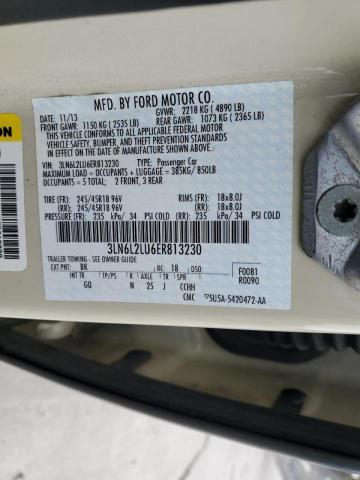 MFD. BY FORD MOTOR CO.
11/13 GVWR: 2218 KG ( 4890 LB)
FRONT GAWR: 1150 KG ( 2535 LB) REAR GAWR: 1073 KG ( 2365 LB)
THIS VEHICLE CONFORMS TO ALL APPLICABLE FEDERAL MOTOR
VEHICLE SAFETY, BUMPER, AND THEFT PREVENTION STANDARDS
IN EFFECT ON THE DATE OF MANUFACTURE SHOWN ABOVE.
VIN: 3LN6L2LU6ER813230 TYPE: Passenger Car
MAXIMUM LOAD = OCCUPANTS + LUGGAGE = 385KG/850LB
OCCUPANTS = 5 TOTAL: 2 FRONT, 3 REAR
TIRE (FR): 245/45R18 96V RIMS (FR): 18x8.0J
(RR): 245/45R18 96V (RR): 18x8.0J
PRESSURE(FR): 235 kPa/ 34 PSI COLD (RR): 235 kPa/ 34 PSI COLD
3LN6L2LU6ER813230
TRAILER TOWING - SEE OWNER GUIDE
EXT PNT: BK RC: 18 DSO: F0081
INT TR TP/PS R AXLE TR SPR R0090
GQ N 25 J CCHH
CMC 5U5A-5420472-AA